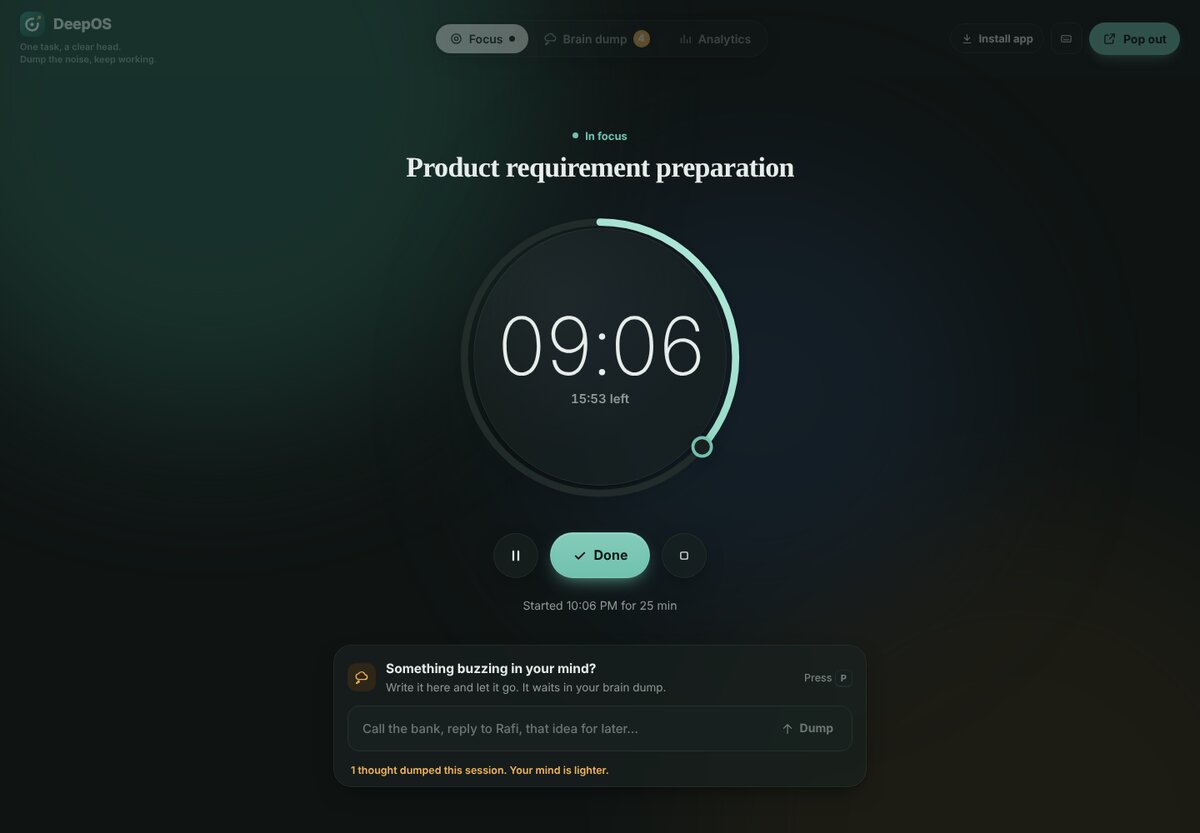 DeepOS
One task, a clear head.
Dump the noise, keep working.
Focus
Brain dump 4
Analytics
Install app
Pop out
In focus
Product requirement preparation
09:06
15:53 left
Done
Started 10:06 PM for 25 min
Something buzzing in your mind?
Write it here and let it go. It waits in your brain dump.
Press P
Call the bank, reply to Rafi, that idea for later...
Dump
1 thought dumped this session. Your mind is lighter.